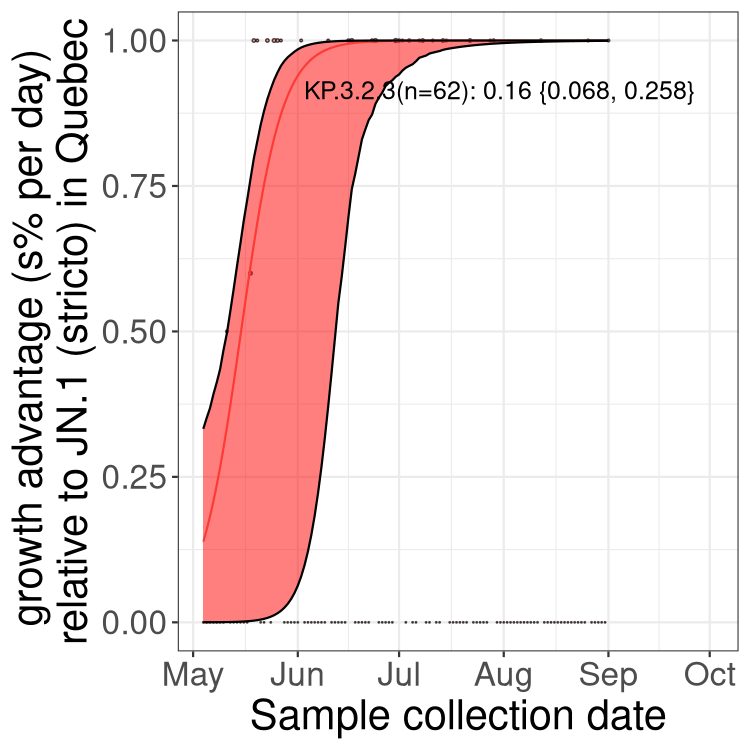 growth advantage (s% per day)
relative to JN.1 (stricto) in Quebec
1.00
0.75
0.50
0.25
0.00
KP.3.2.3(n=62): 0.16 {0.068, 0.258}
May Jun Jul Aug Sep Oct
Sample collection date